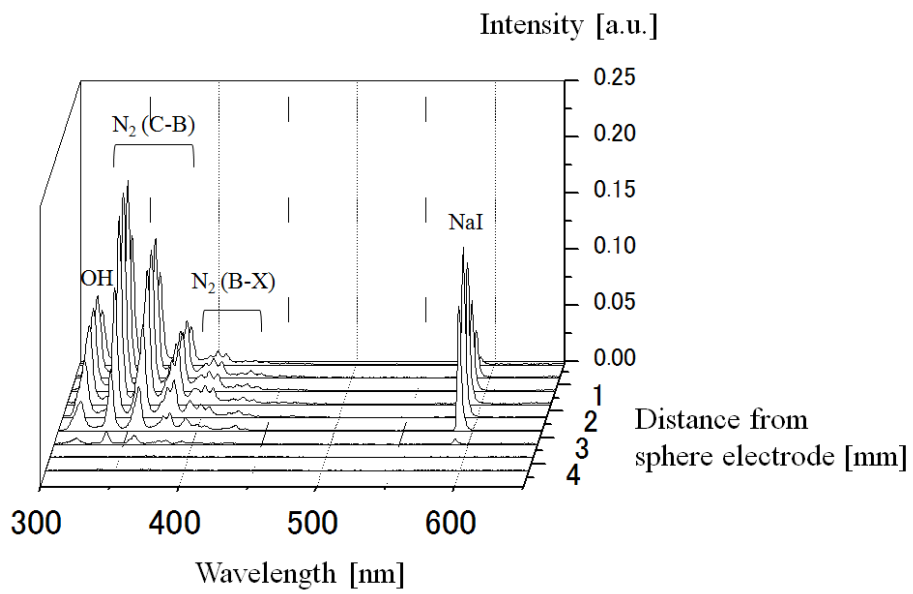 Intensity [a.u.]
0.25
0.20
0.15
0.10
0.05
0.00
N₂ (C-B)
NaI
OH
N₂ (B-X)
1
2
3
4
Distance from
sphere electrode [mm]
300
400
500
600
Wavelength [nm]